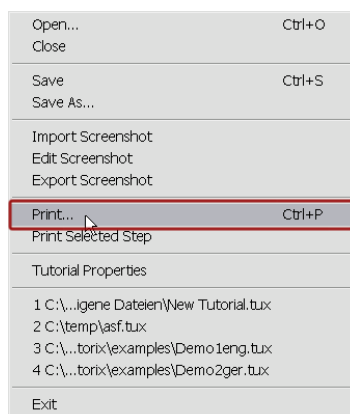 Open... Ctrl+O
Close
Save Ctrl+S
Save As...
Import Screenshot
Edit Screenshot
Export Screenshot
Print... Ctrl+P
Print Selected Step
Tutorial Properties
1 C:\...igene Dateien\New Tutorial.tux
2 C:\temp\asf.tux
3 C:\...torix\examples\Demo1eng.tux
4 C:\...torix\examples\Demo2ger.tux
Exit